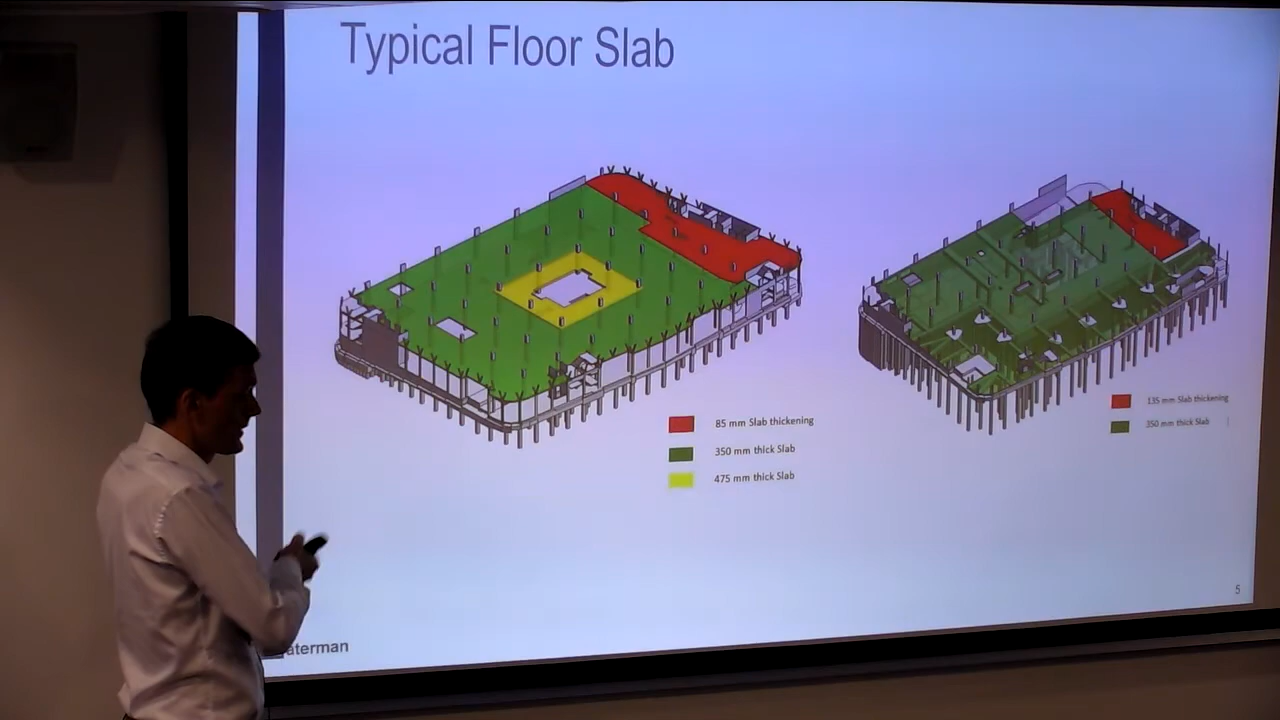 Typical Floor Slab
85 mm Slab thickening
350 mm thick Slab
475 mm thick Slab
135 mm Slab thickening
350 mm thick Slab
5
aterman